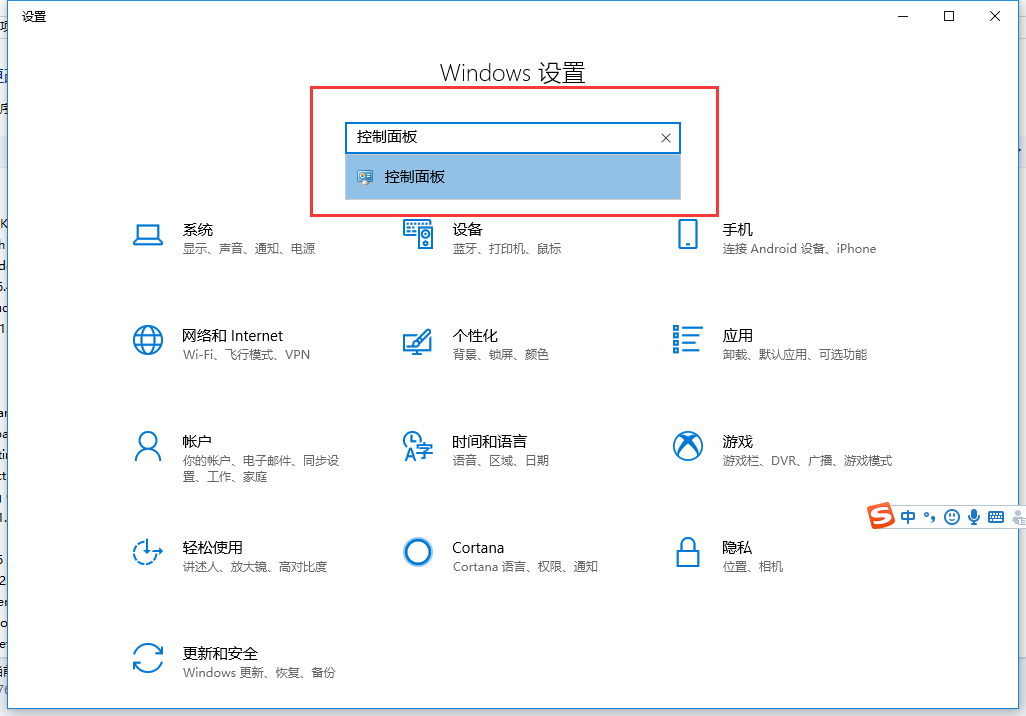 设置
Windows 设置
控制面板
控制面板
系统
显示、声音、通知、电源
设备
蓝牙、打印机、鼠标
手机
连接 Android 设备、iPhone
网络和 Internet
Wi-Fi、飞行模式、VPN
个性化
背景、锁屏、颜色
应用
卸载、默认应用、可选功能
帐户
你的帐户、电子邮件、同步设
置、工作、家庭
时间和语言
语音、区域、日期
游戏
游戏栏、DVR、广播、游戏模式
中
轻松使用
讲述人、放大镜、高对比度
Cortana
Cortana 语言、权限、通知
隐私
位置、相机
更新和安全
Windows 更新、恢复、备份